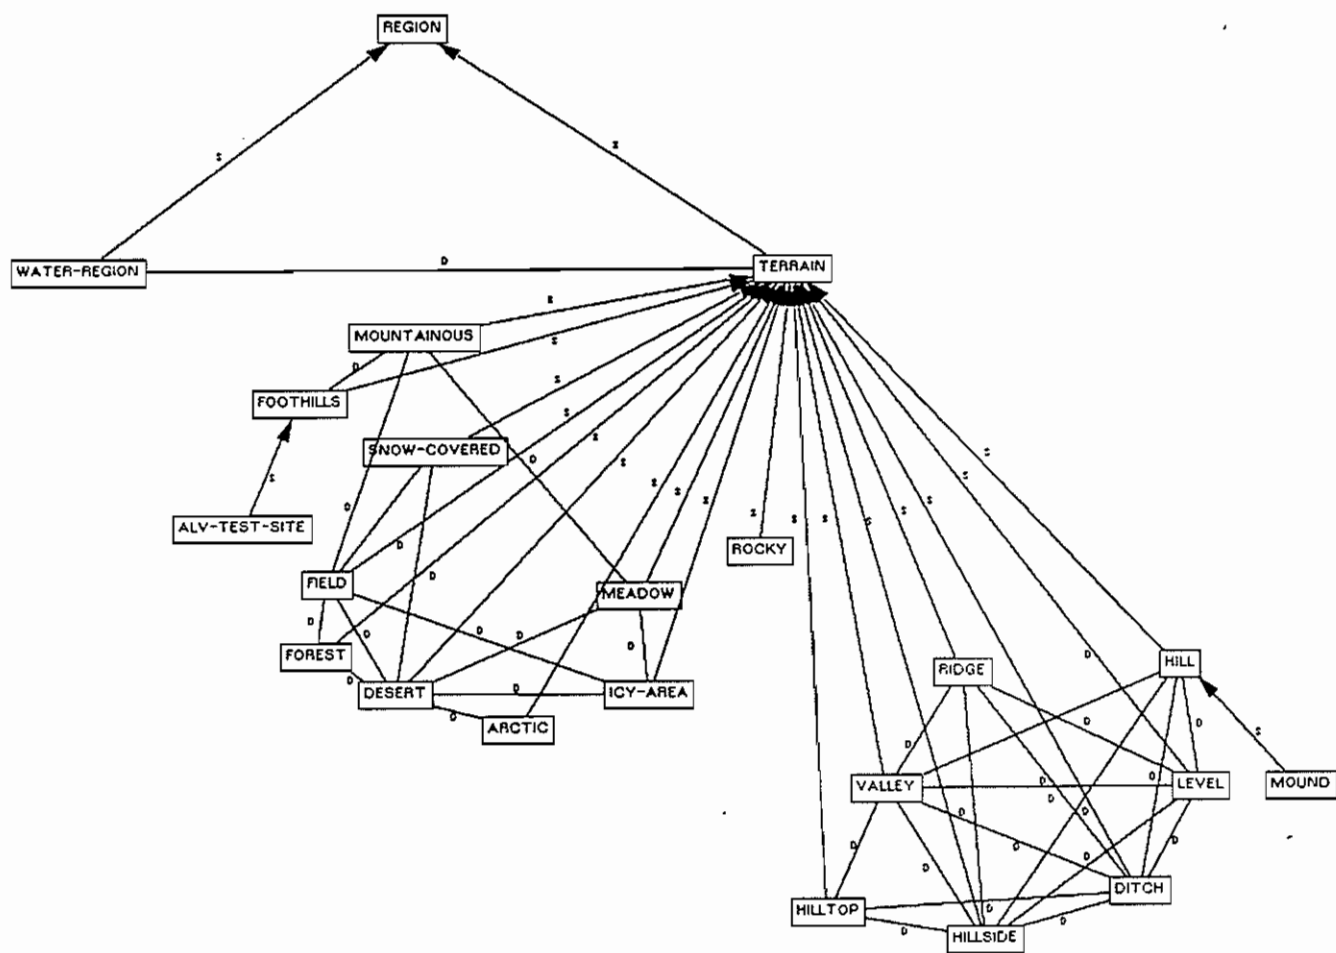 REGION
S
S
WATER-REGION
D
TERRAIN
S
MOUNTAINOUS
S
D
FOOTHILLS
S
S
SNOW-COVERED
S
S
D
S
S
S
S
S
ALV-TEST-SITE
D
S
S
S
S
S
S
S
S
D
ROCKY
D
FIELD
MEADOW
D
D
D
D
D
FOREST
D
RIDGE
HILL
D
DESERT
D
ICY-AREA
D
ARCTIC
D
D
S
D
VALLEY
D
D
LEVEL
MOUND
D
D
D
D
D
D
D
D
DITCH
HILLTOP
D
D
D
HILLSIDE